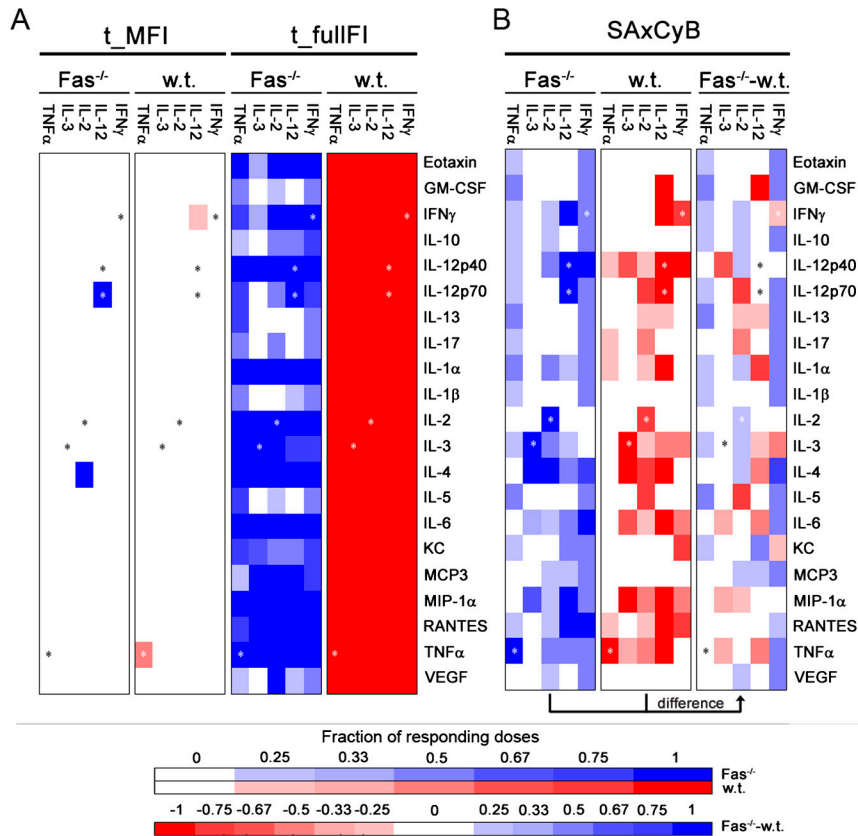 A
B
t_MFI t_fullFI
SAxCyB
Fas⁻/⁻ w.t. Fas⁻/⁻ w.t.
Fas⁻/⁻ w.t. Fas⁻/⁻-w.t.
TNFα IL-3 IL-2 IL-12 IFNγ TNFα IL-3 IL-2 IL-12 IFNγ TNFα IL-3 IL-2 IL-12 IFNγ TNFα IL-3 IL-2 IL-12 IFNγ
TNFα IL-3 IL-2 IL-12 IFNγ TNFα IL-3 IL-2 IL-12 IFNγ TNFα IL-3 IL-2 IL-12 IFNγ
Eotaxin Eotaxin
GM-CSF GM-CSF
IFNγ IFNγ
IL-10 IL-10
IL-12p40 IL-12p40
IL-12p70 IL-12p70
IL-13 IL-13
IL-17 IL-17
IL-1α IL-1α
IL-1β IL-1β
IL-2 IL-2
IL-3 IL-3
IL-4 IL-4
IL-5 IL-5
IL-6 IL-6
KC KC
MCP3 MCP3
MIP-1α MIP-1α
RANTES RANTES
TNFα TNFα
VEGF VEGF
difference
Fraction of responding doses
0 0.25 0.33 0.5 0.67 0.75 1
Fas⁻/⁻
w.t.
-1 -0.75 -0.67 -0.5 -0.33 -0.25 0 0.25 0.33 0.5 0.67 0.75 1
Fas⁻/⁻-w.t.